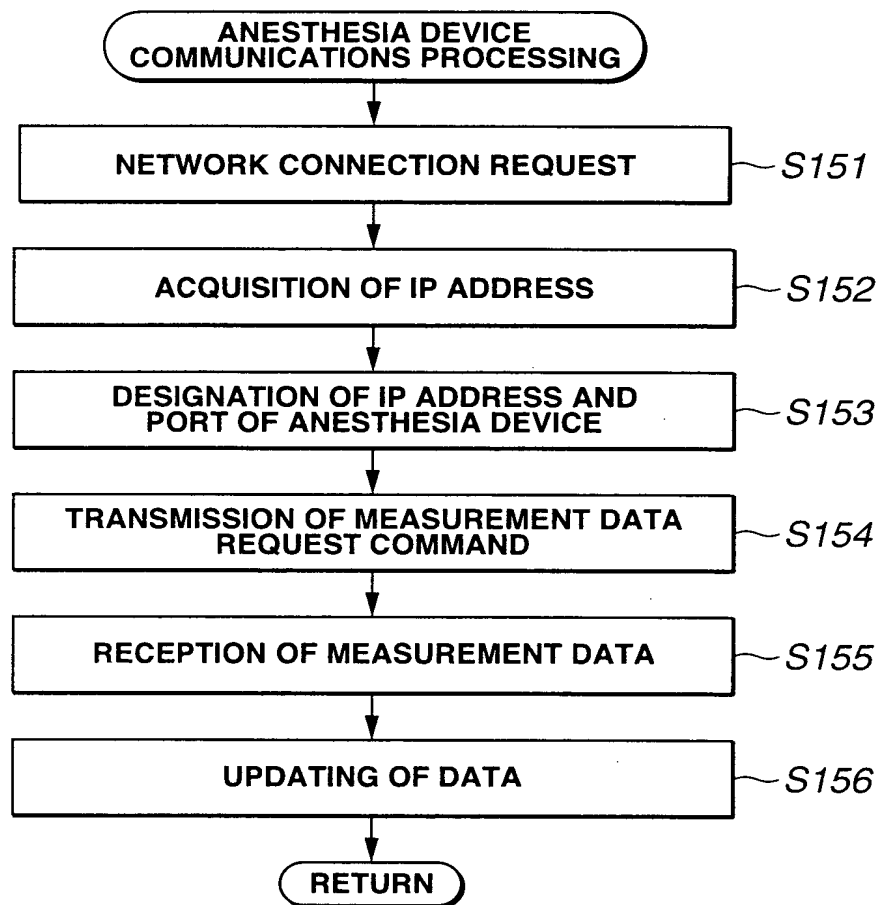 ANESTHESIA DEVICE
COMMUNICATIONS PROCESSING
NETWORK CONNECTION REQUEST
S151
ACQUISITION OF IP ADDRESS
S152
DESIGNATION OF IP ADDRESS AND
PORT OF ANESTHESIA DEVICE
S153
TRANSMISSION OF MEASUREMENT DATA
REQUEST COMMAND
S154
RECEPTION OF MEASUREMENT DATA
S155
UPDATING OF DATA
S156
RETURN